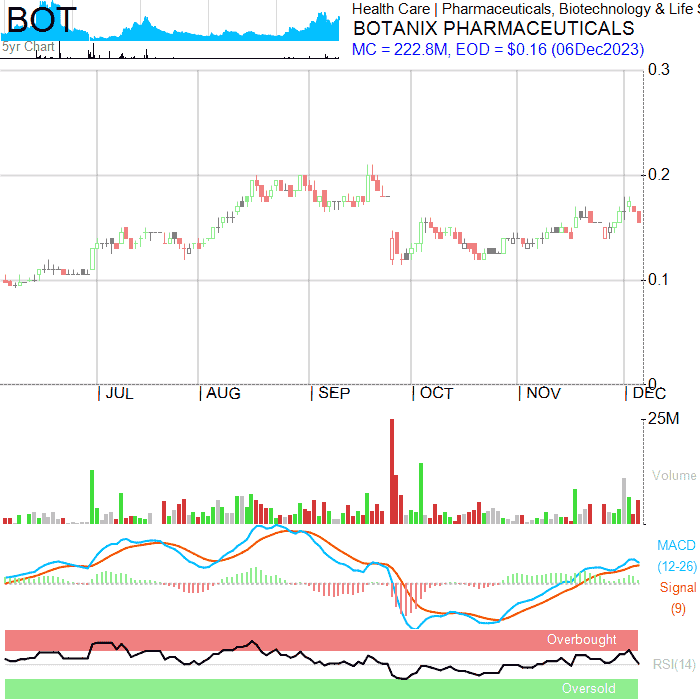 BOT
5yr Chart
Health Care | Pharmaceuticals, Biotechnology & Life S
BOTANIX PHARMACEUTICALS
MC = 222.8M, EOD = $0.16 (06Dec2023)
0.3
0.2
0.1
0
| JUL
| AUG
| SEP
| OCT
| NOV
| DEC
25M
Volume
MACD
(12-26)
Signal
(9)
Overbought
RSI(14)
Oversold